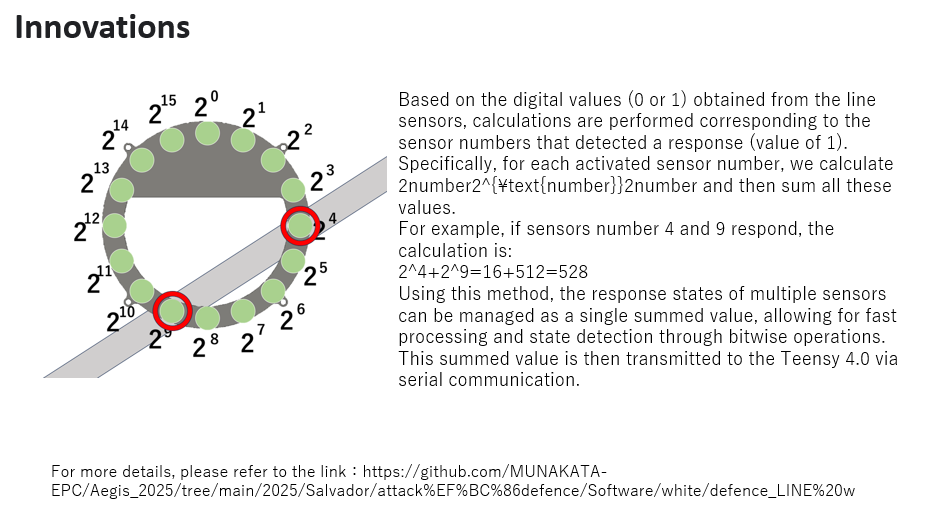 Innovations
2^15 2^0 2^1
2^14 2^2
2^13 2^3
2^12 2^4
2^11 2^5
2^10 2^6
2^9 2^8 2^7
Based on the digital values (0 or 1) obtained from the line
sensors, calculations are performed corresponding to the
sensor numbers that detected a response (value of 1).
Specifically, for each activated sensor number, we calculate
2number2^{¥text{number}}2number and then sum all these
values.
For example, if sensors number 4 and 9 respond, the
calculation is:
2^4+2^9=16+512=528
Using this method, the response states of multiple sensors
can be managed as a single summed value, allowing for fast
processing and state detection through bitwise operations.
This summed value is then transmitted to the Teensy 4.0 via
serial communication.
For more details, please refer to the link：https://github.com/MUNAKATA-
EPC/Aegis_2025/tree/main/2025/Salvador/attack%EF%BC%86defence/Software/white/defence_LINE%20w